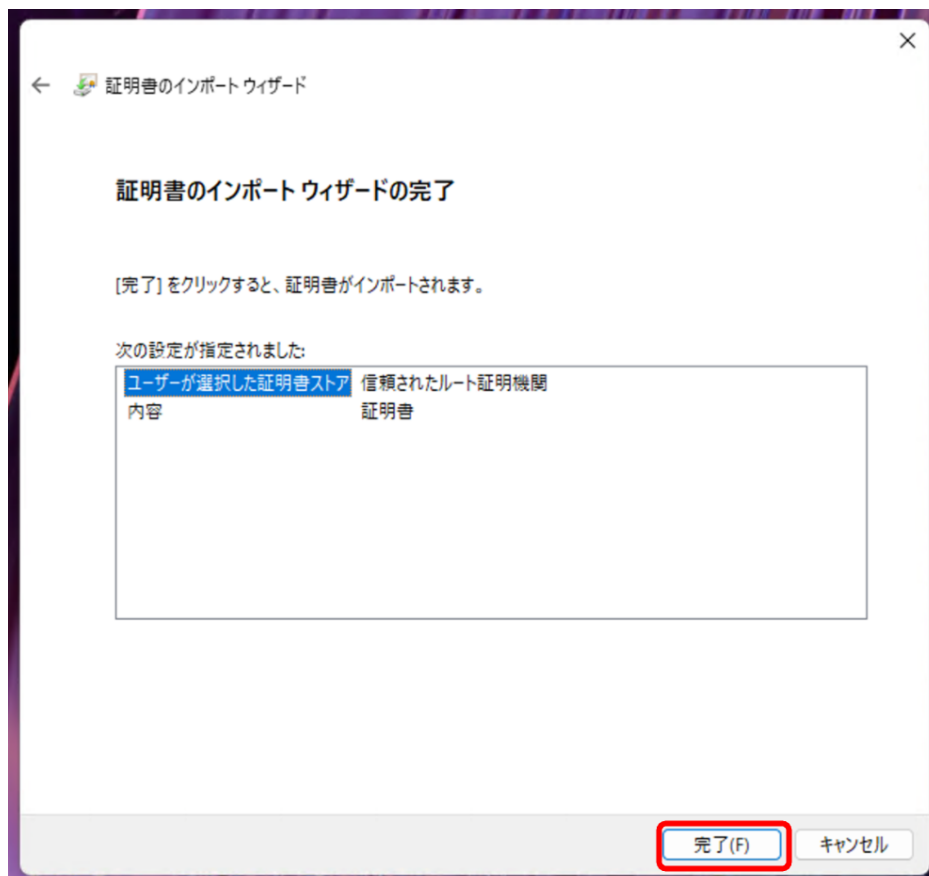 証明書のインポート ウィザード
証明書のインポート ウィザードの完了
[完了] をクリックすると、証明書がインポートされます。
次の設定が指定されました:
ユーザーが選択した証明書ストア 信頼されたルート証明機関
内容 証明書
完了(F) キャンセル